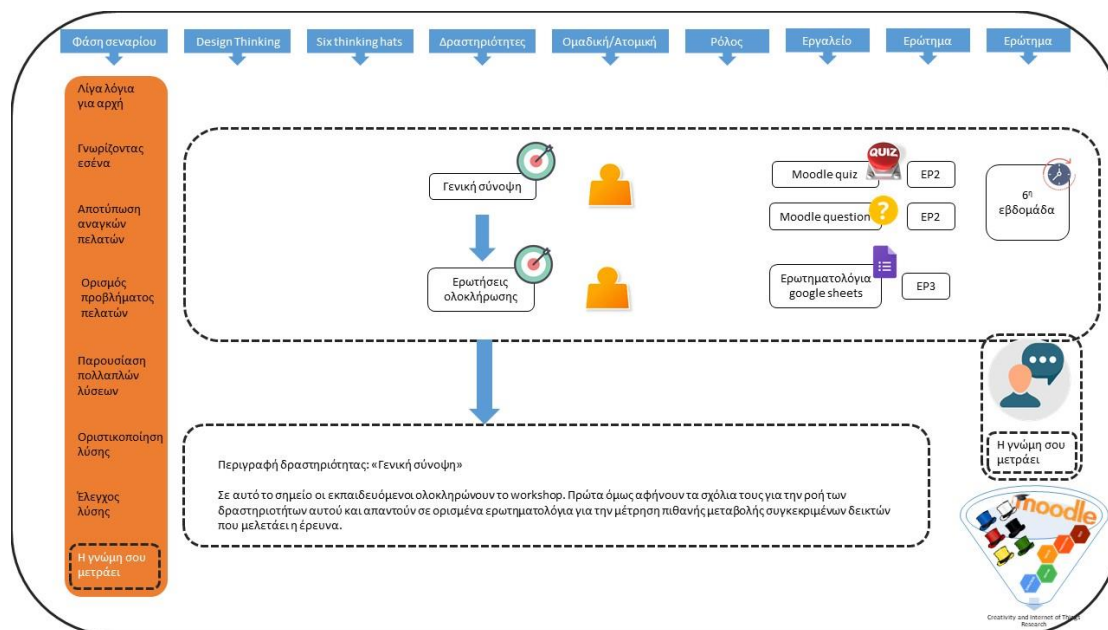 Φάση σεναρίου
Design Thinking
Six thinking hats
Δραστηριότητες
Ομαδική/Ατομική
Ρόλος
Εργαλείο
Ερώτημα
Ερώτημα
Λίγα λόγια
για αρχή
Γνωρίζοντας
εσένα
Αποτύπωση
αναγκών
πελατών
Ορισμός
προβλήματος
πελατών
Παρουσίαση
πολλαπλών
λύσεων
Οριστικοποίηση
λύσης
Έλεγχος
λύσης
Η γνώμη σου
μετράει
Γενική σύνοψη
QUIZ
Moodle quiz
ΕΡ2
6η
εβδομάδα
Moodle question
?
ΕΡ2
Ερωτήσεις
ολοκλήρωσης
Ερωτηματολόγια
google sheets
ΕΡ3
Περιγραφή δραστηριότητας: «Γενική σύνοψη»
Σε αυτό το σημείο οι εκπαιδευόμενοι ολοκληρώνουν το workshop. Πρώτα όμως αφήνουν τα σχόλια τους για την ροή των
δραστηριοτήτων αυτού και απαντούν σε ορισμένα ερωτηματολόγια για την μέτρηση πιθανής μεταβολής συγκεκριμένων δεικτών
που μελετάει η έρευνα.
Η γνώμη σου
μετράει
moodle
Creativity and Internet of Things
Research